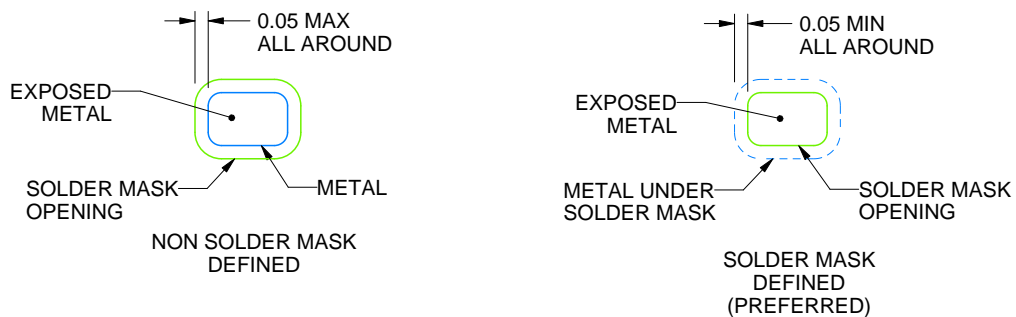 0.05 MAX
ALL AROUND
EXPOSED
METAL
SOLDER MASK
OPENING
METAL
NON SOLDER MASK
DEFINED
0.05 MIN
ALL AROUND
EXPOSED
METAL
METAL UNDER
SOLDER MASK
SOLDER MASK
OPENING
SOLDER MASK
DEFINED
(PREFERRED)